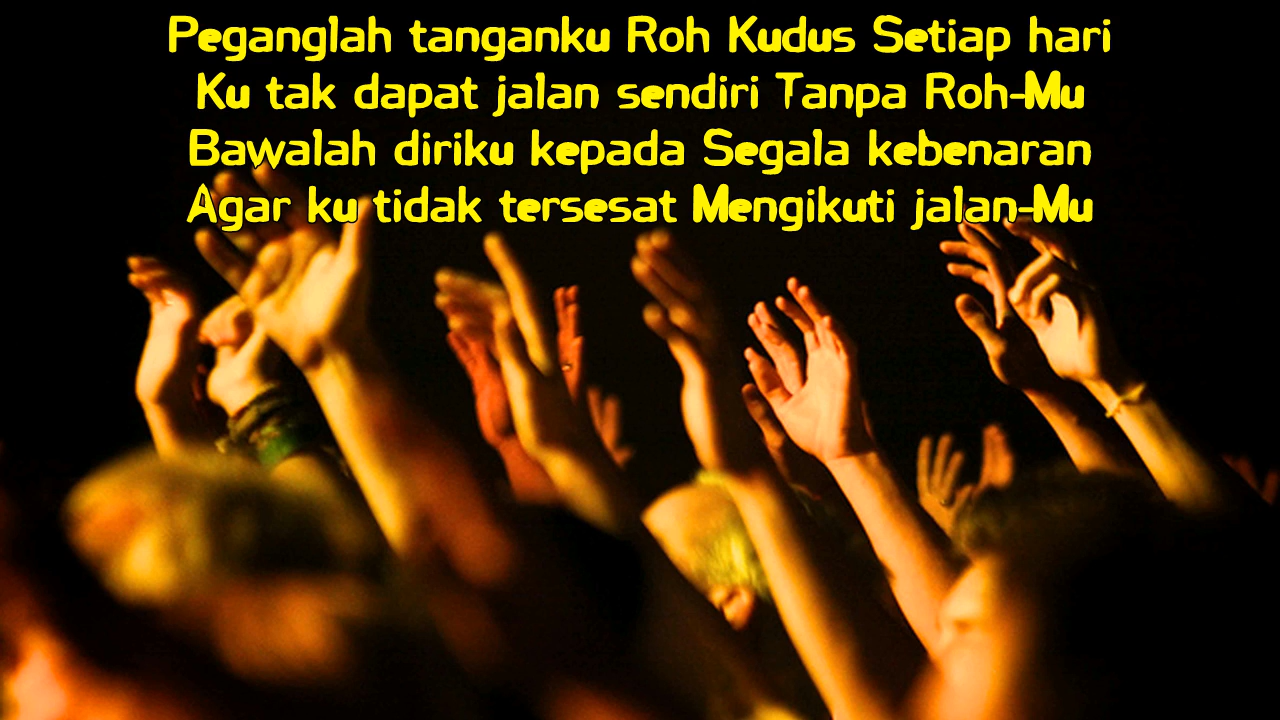 Peganglah tanganku Roh Kudus Setiap hari
Ku tak dapat jalan sendiri Tanpa Roh-Mu
Bawalah diriku kepada Segala kebenaran
Agar ku tidak tersesat Mengikuti jalan-Mu